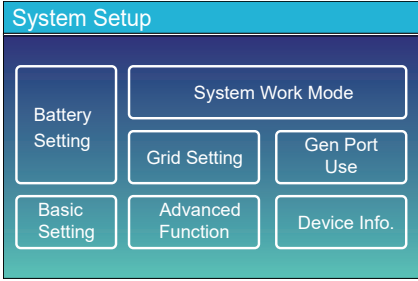 System Setup
Battery
Setting
System Work Mode
Grid Setting
Gen Port
Use
Basic
Setting
Advanced
Function
Device Info.